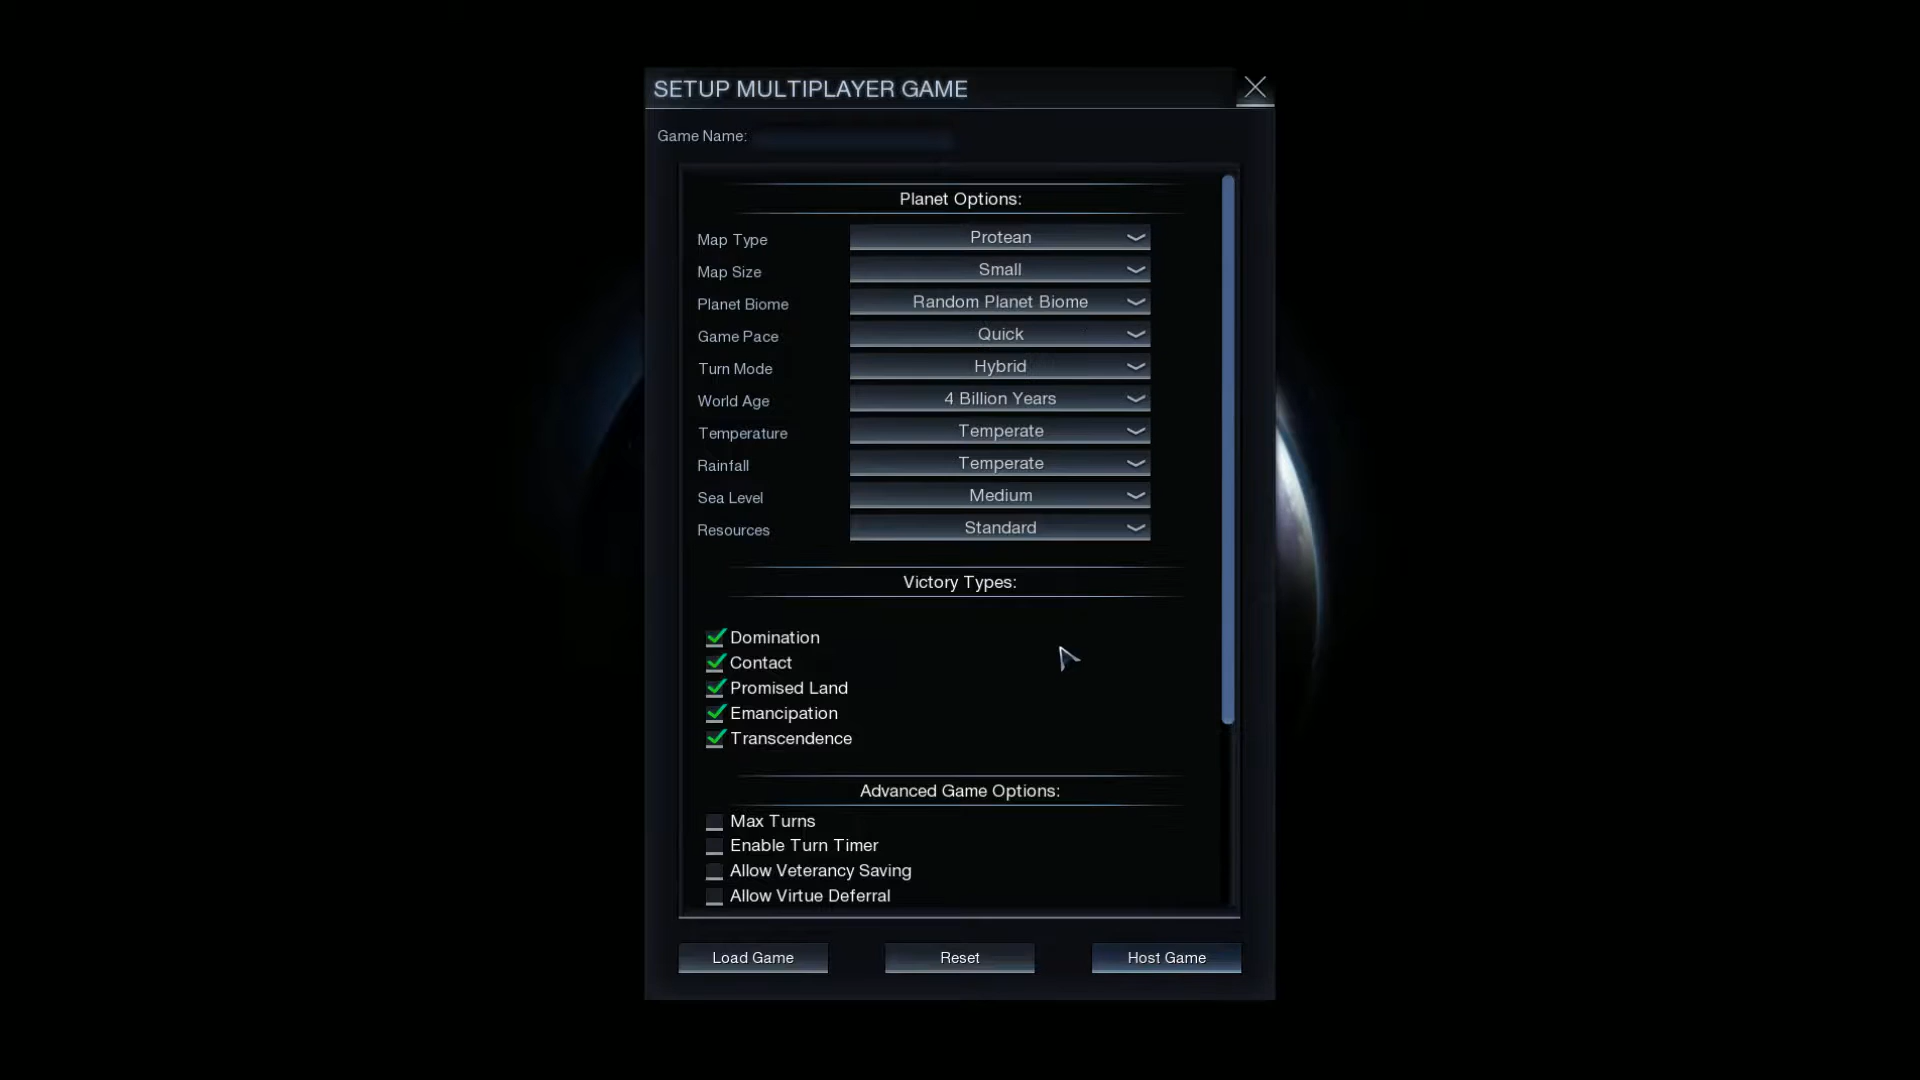 SETUP MULTIPLAYER GAME
Game Name:
Planet Options:
Map Type Protean
Map Size Small
Planet Biome Random Planet Biome
Game Pace Quick
Turn Mode Hybrid
World Age 4 Billion Years
Temperature Temperate
Rainfall Temperate
Sea Level Medium
Resources Standard
Victory Types:
Domination
Contact
Promised Land
Emancipation
Transcendence
Advanced Game Options:
Max Turns
Enable Turn Timer
Allow Veterancy Saving
Allow Virtue Deferral
Load Game Reset Host Game